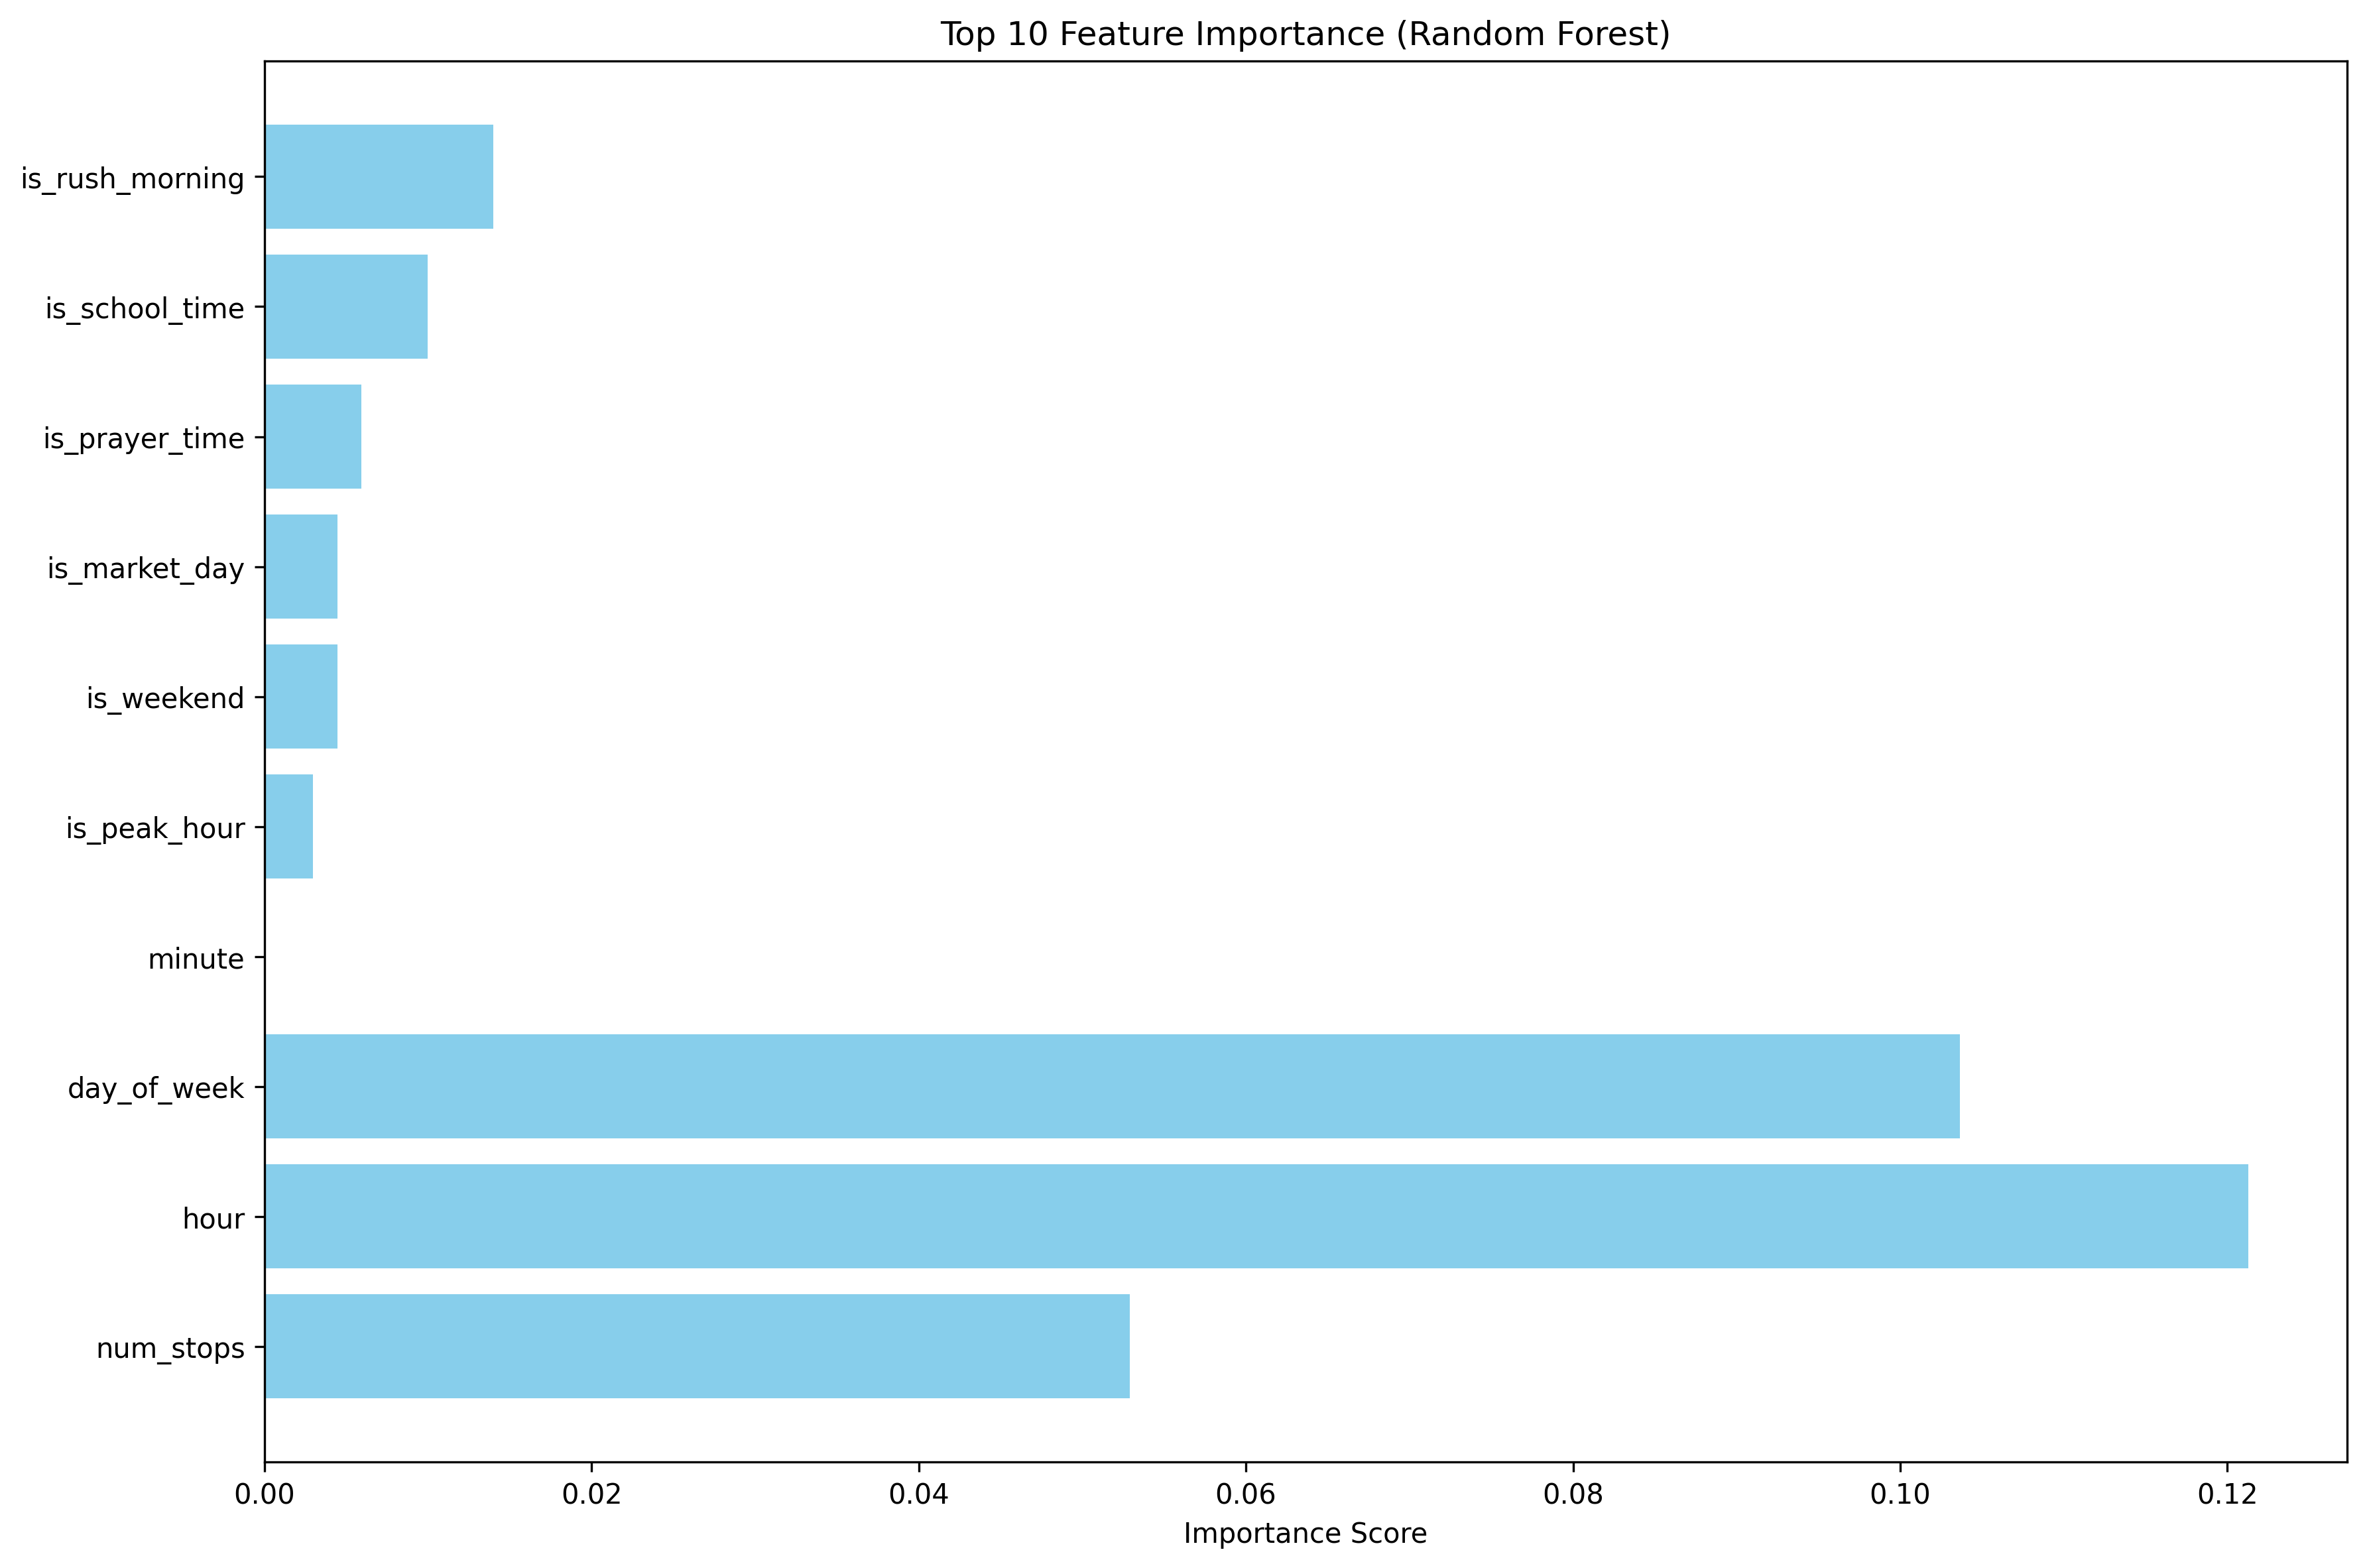 Top 10 Feature Importance (Random Forest)
is_rush_morning
is_school_time
is_prayer_time
is_market_day
is_weekend
is_peak_hour
minute
day_of_week
hour
num_stops
0.00 0.02 0.04 0.06 0.08 0.10 0.12
Importance Score